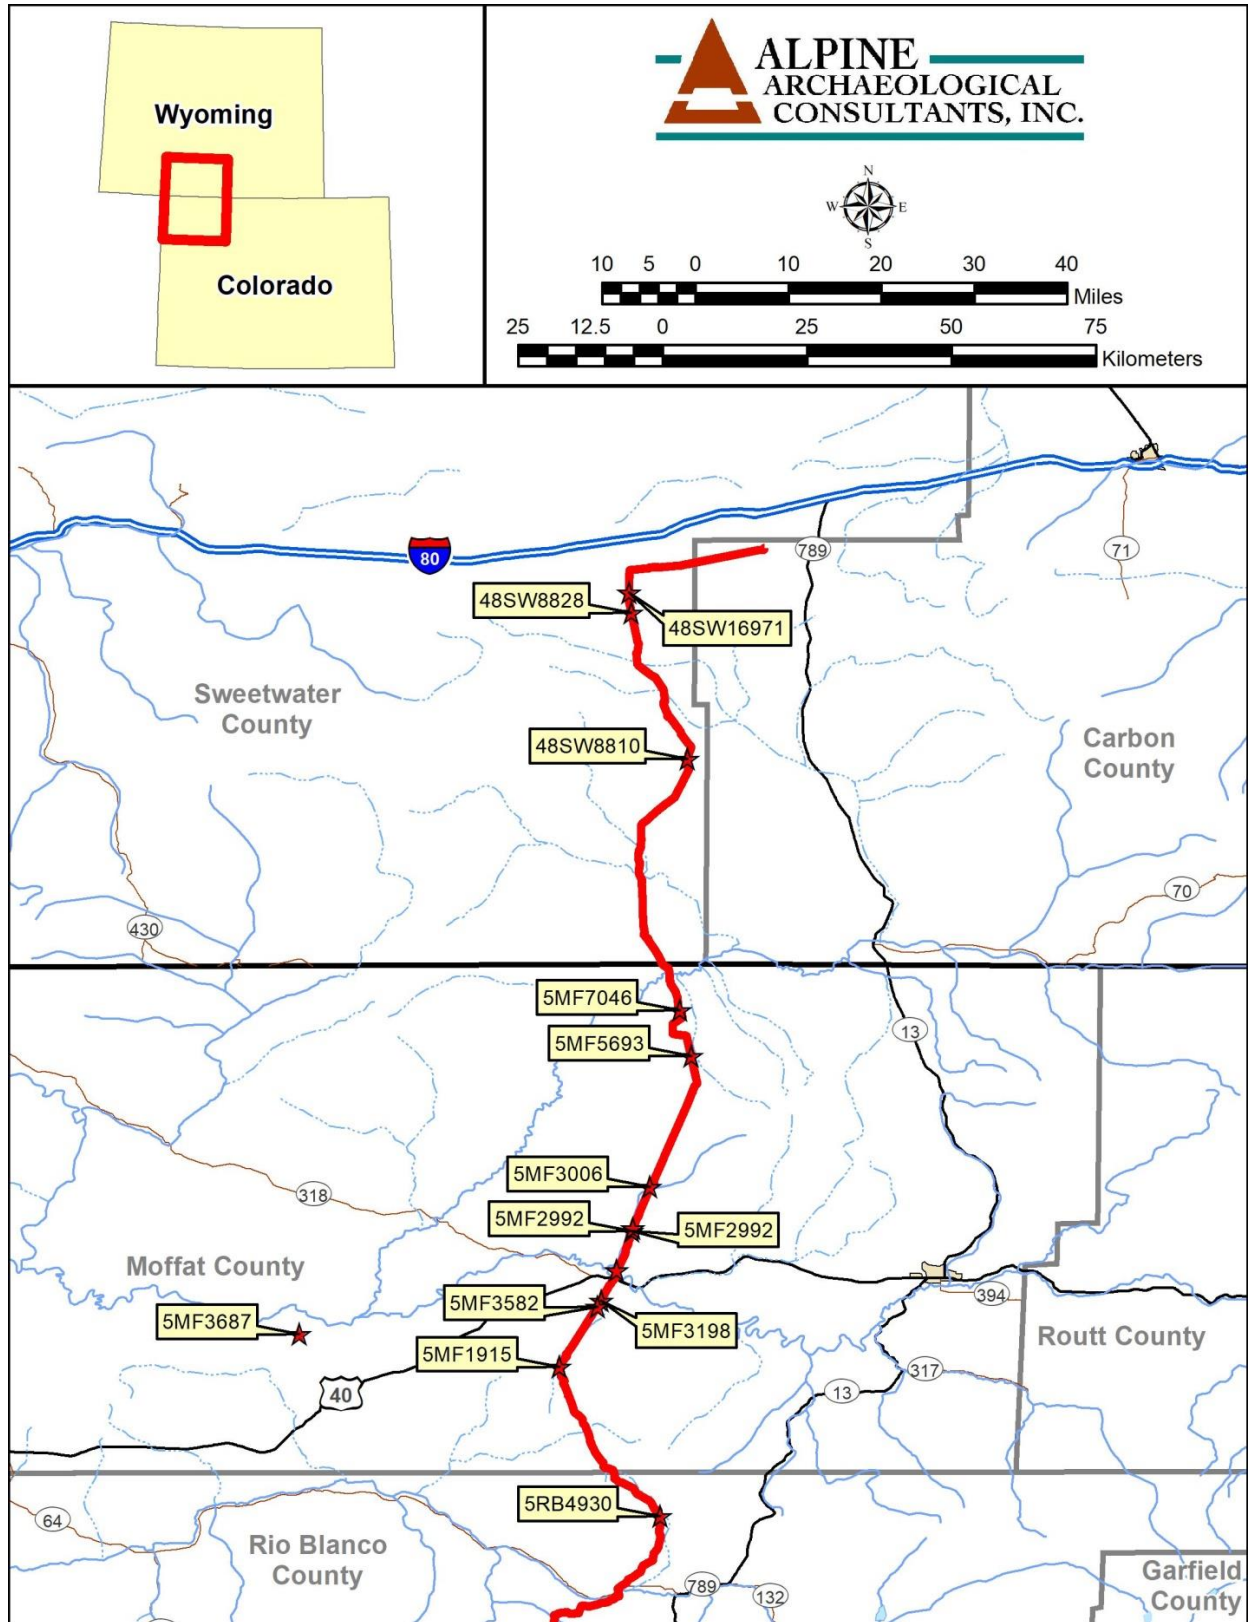 Wyoming
Colorado
ALPINE
ARCHAEOLOGICAL
CONSULTANTS, INC.
N
W E
S
10 5 0 10 20 30 40
Miles
25 12.5 0 25 50 75
Kilometers
80
789
71
48SW8828
48SW16971
Sweetwater
County
48SW8810
Carbon
County
70
430
5MF7046
5MF5693
13
5MF3006
318
5MF2992
5MF2992
Moffat County
5MF3582
394
5MF3687
5MF3198
Routt County
5MF1915
317
40
13
5RB4930
64
Rio Blanco
County
789
132
Garfield
County